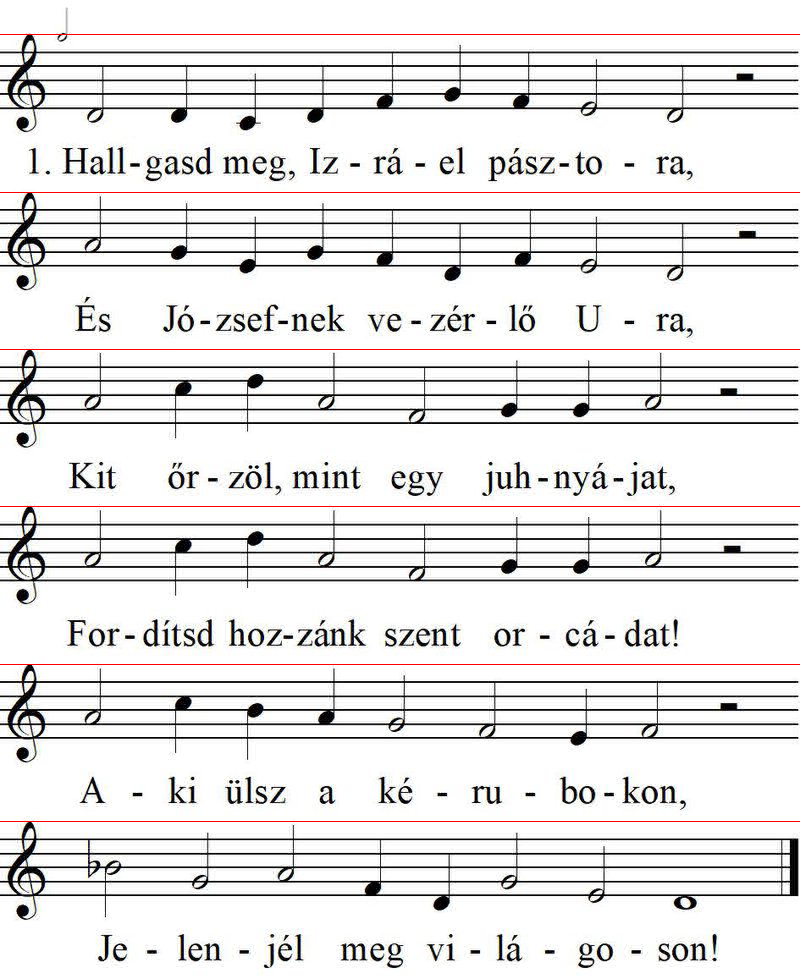 1. Hall-gasd meg, Iz - rá - el pász-to - ra,
És Jó-zsef-nek ve - zér - lő U - ra,
Kit őr - zöl, mint egy juh-nyá-jat,
For-dítsd hoz-zánk szent or - cá - dat!
A - ki ülsz a ké - ru - bo-kon,
Je - len - jél meg vi - lá - go - son!